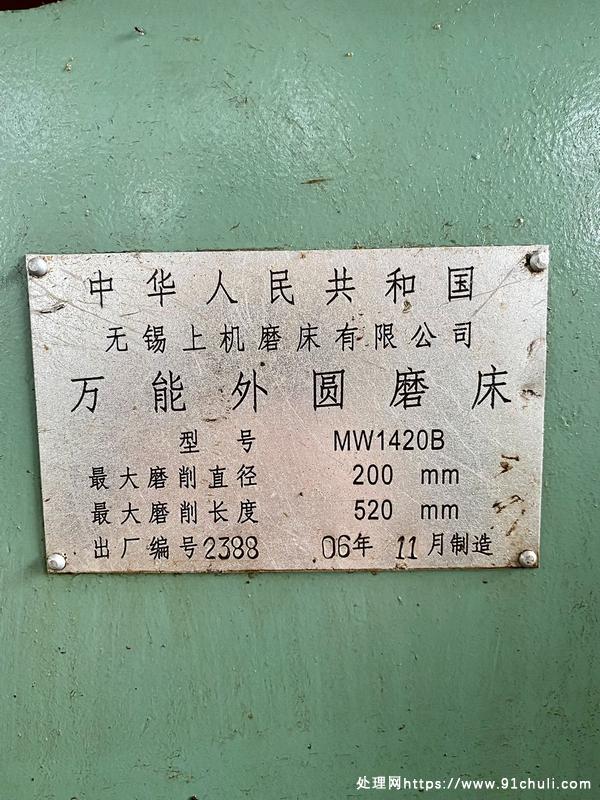 中华人民共和国
无锡上机磨床有限公司
万能外圆磨床
型号 MW1420B
最大磨削直径 200 mm
最大磨削长度 520 mm
出厂编号2388 06年 11月制造
处理网https://www.91chuli.com/